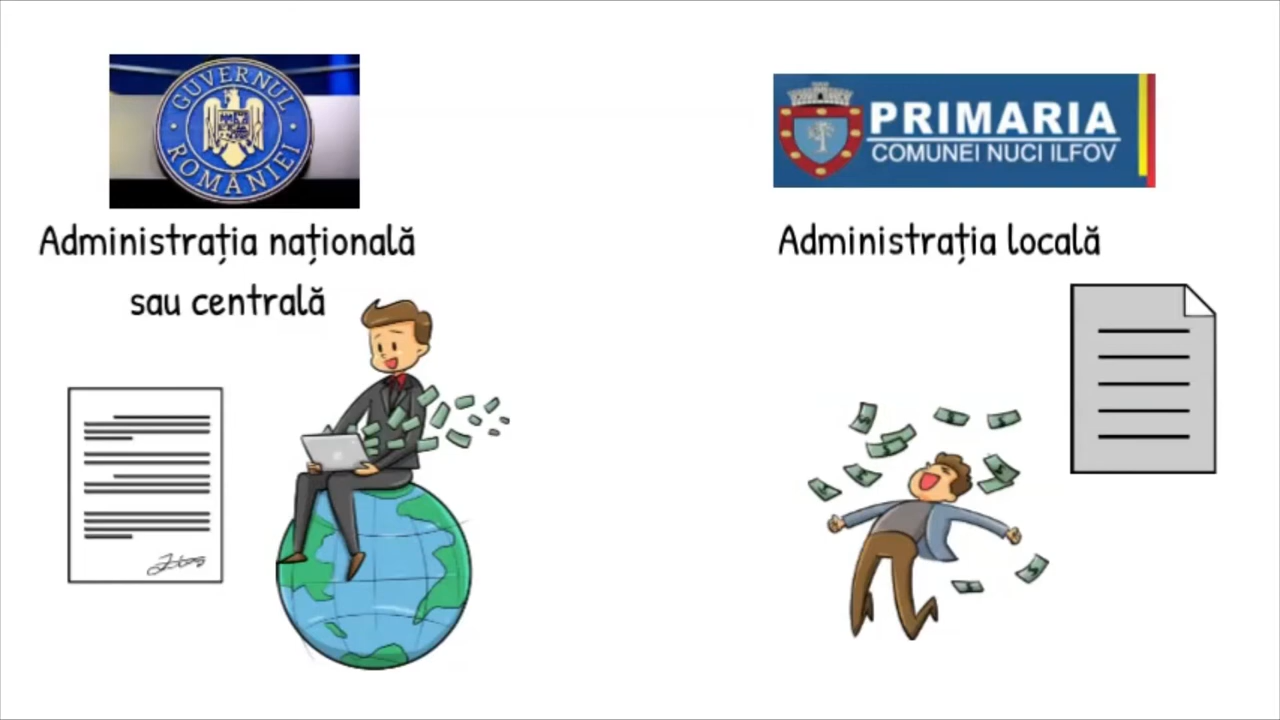 GUVERNUL
ROMÂNIEI
Administrația națională
sau centrală
PRIMARIA
COMUNEI NUCI ILFOV
Administrația locală